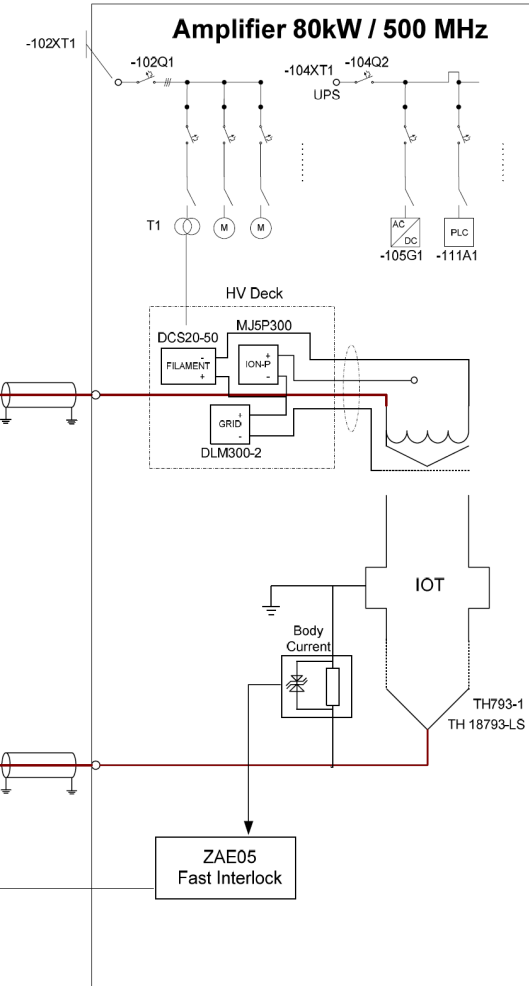 Amplifier 80kW / 500 MHz
-102XT1
-102Q1
-104XT1
-104Q2
UPS
T1
M
M
AC
DC
PLC
-105G1
-111A1
HV Deck
DCS20-50
MJ5P300
FILAMENT
-
+
ION-P
+
-
GRID
+
-
DLM300-2
IOT
Body
Current
TH793-1
TH 18793-LS
ZAE05
Fast Interlock